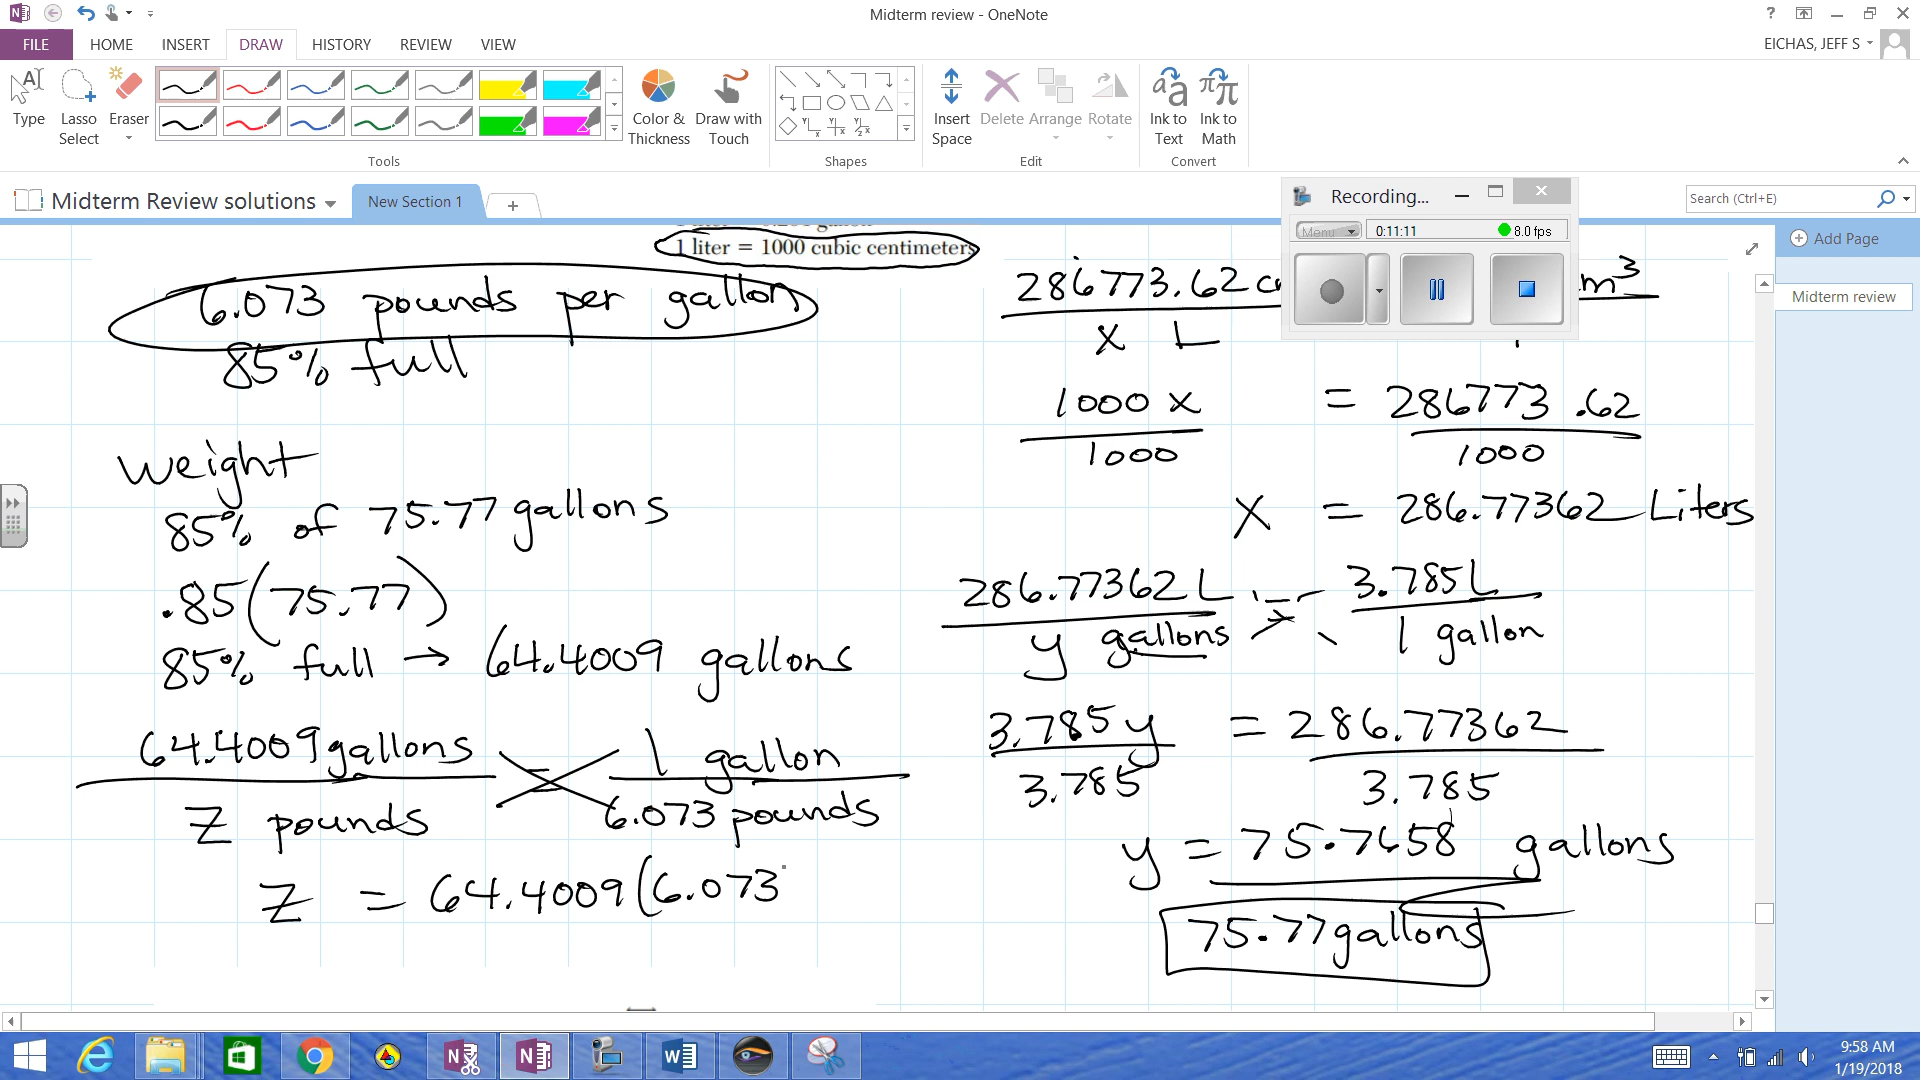 Midterm review - OneNote
FILE HOME INSERT DRAW HISTORY REVIEW VIEW
EICHAS, JEFF S
Type
Lasso Select
Eraser
Color & Thickness
Draw with Touch
Insert Space
Delete
Arrange
Rotate
Ink to Text
Ink to Math
Tools
Shapes
Edit
Convert
Midterm Review solutions
New Section 1
Search (Ctrl+E)
Recording...
Menu
0:11:11
8.0 fps
Add Page
Midterm review
1 liter = 1000 cubic centimeters
6.073 pounds per gallon
85% full
weight
85% of 75.77 gallons
.85(75.77)
85% full → 64.4009 gallons
64.4009 gallons = 1 gallon
Z pounds 6.073 pounds
Z = 64.4009(6.073
286773.62 m³
X L
1000 x = 286773.62
1000 1000
X = 286.77362 Liters
286.77362 L = 3.785 L
y gallons 1 gallon
3.785 y = 286.77362
3.785 3.785
y = 75.7658 gallons
75.77 gallons
9:58 AM
1/19/2018